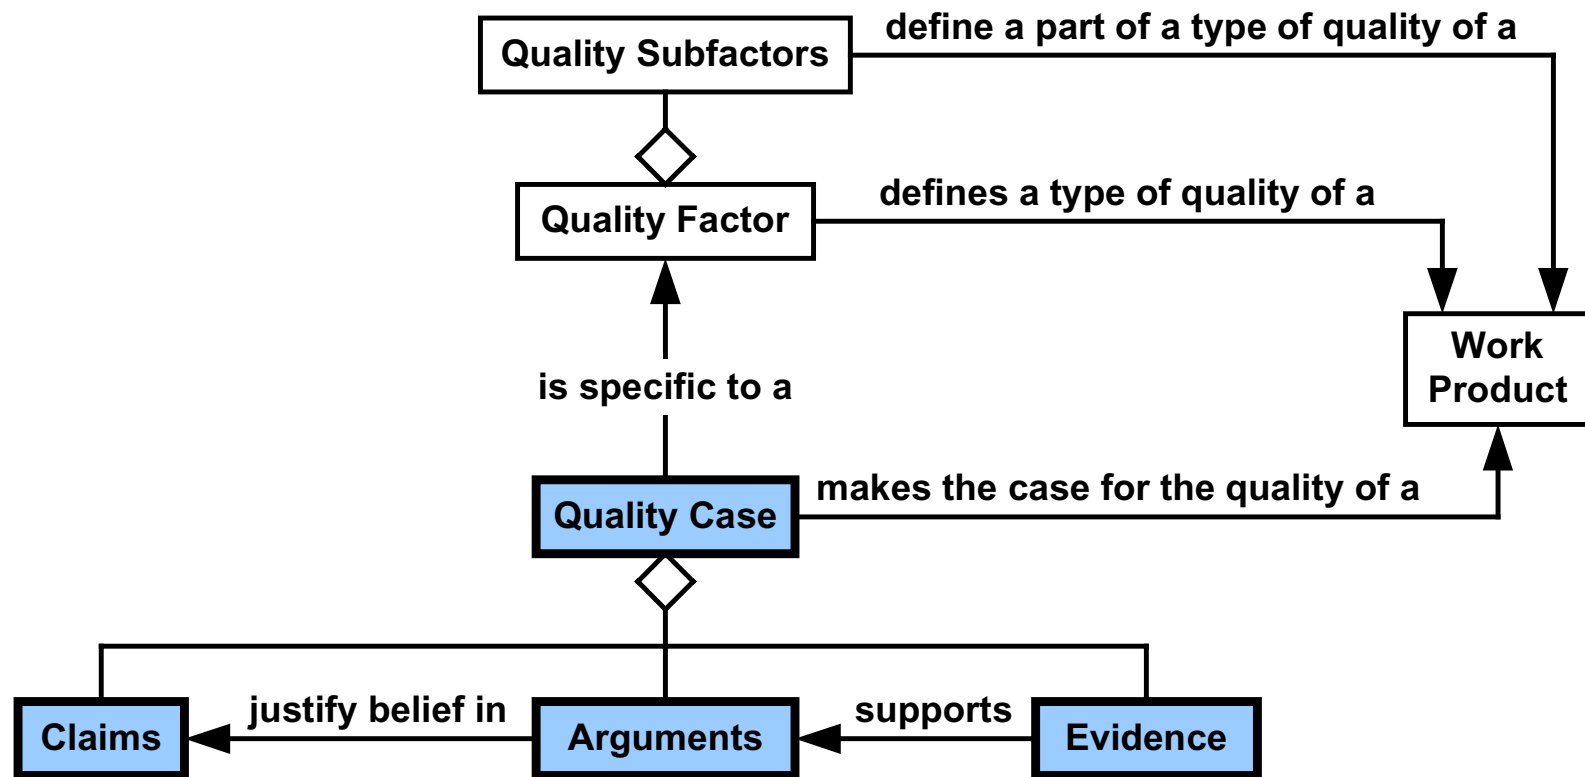 define a part of a type of quality of a
Quality Subfactors
defines a type of quality of a
Quality Factor
Work
Product
is specific to a
makes the case for the quality of a
Quality Case
justify belief in
supports
Claims
Arguments
Evidence